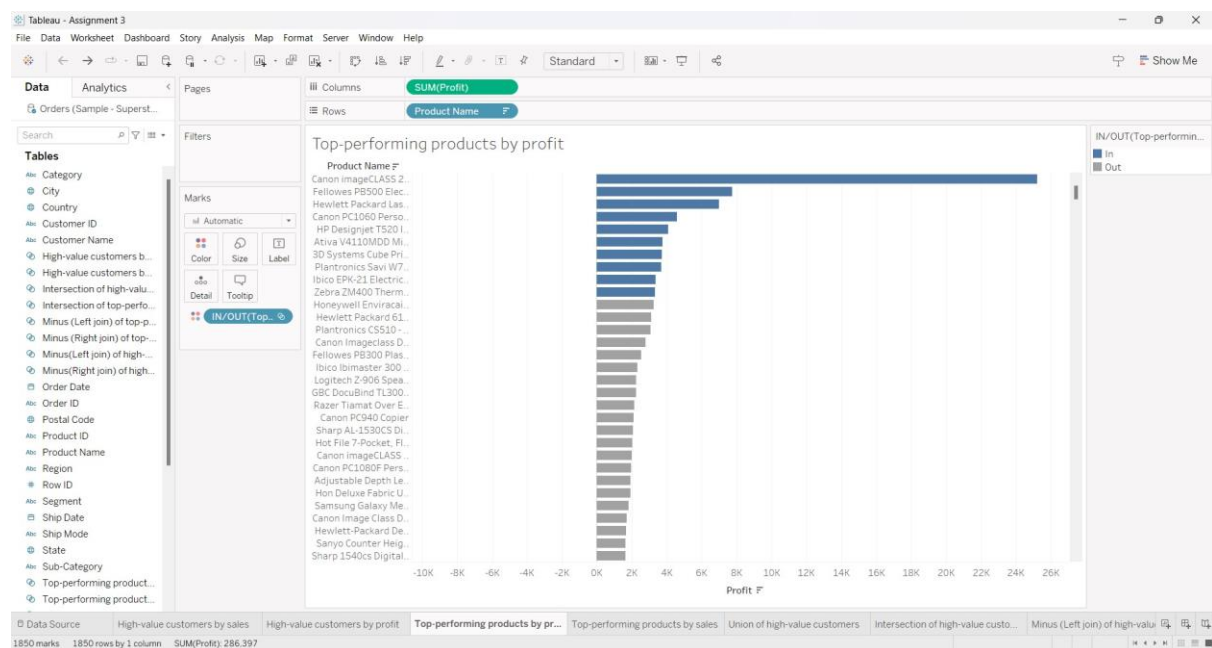 Tableau - Assignment 3
File Data Worksheet Dashboard Story Analysis Map Format Server Window Help
Standard
Show Me
Data Analytics
Orders (Sample - Superst...
Search
Tables
Abc Category
City
Country
Abc Customer ID
Abc Customer Name
High-value customers b...
High-value customers b...
Intersection of high-valu...
Intersection of top-perfo...
Minus (Left join) of top-p...
Minus (Right join) of top-...
Minus(Left join) of high-...
Minus(Right join) of high...
Order Date
Abc Order ID
Postal Code
Abc Product ID
Abc Product Name
Abc Region
# Row ID
Abc Segment
Ship Date
Abc Ship Mode
State
Abc Sub-Category
Top-performing product...
Top-performing product...
Pages
Filters
Marks
Automatic
Color Size Label
Detail Tooltip
IN/OUT(Top..
Columns SUM(Profit)
Rows Product Name
Top-performing products by profit
Product Name
Canon imageCLASS 2..
Fellowes PB500 Elec..
Hewlett Packard Las..
Canon PC1060 Perso..
HP Designjet T520 I..
Ativa V4110MDD Mi..
3D Systems Cube Pri..
Plantronics Savi W7..
Ibico EPK-21 Electric..
Zebra ZM400 Therm..
Honeywell Enviracai..
Hewlett Packard 61..
Plantronics CS510 -..
Canon Imageclass D..
Fellowes PB300 Plas..
Ibico Ibimaster 300 ..
Logitech Z-906 Spea..
GBC DocuBind TL300..
Razer Tiamat Over E..
Canon PC940 Copier
Sharp AL-1530CS Di..
Hot File 7-Pocket, Fl..
Canon imageCLASS ..
Canon PC1080F Pers..
Adjustable Depth Le..
Hon Deluxe Fabric U..
Samsung Galaxy Me..
Canon Image Class D..
Hewlett-Packard De..
Sanyo Counter Heig..
Sharp 1540cs Digital..
-10K -8K -6K -4K -2K 0K 2K 4K 6K 8K 10K 12K 14K 16K 18K 20K 22K 24K 26K
Profit
IN/OUT(Top-performin...
In
Out
Data Source High-value customers by sales High-value customers by profit Top-performing products by pr... Top-performing products by sales Union of high-value customers Intersection of high-value custo... Minus (Left join) of high-valu
1850 marks 1850 rows by 1 column SUM(Profit): 286,397